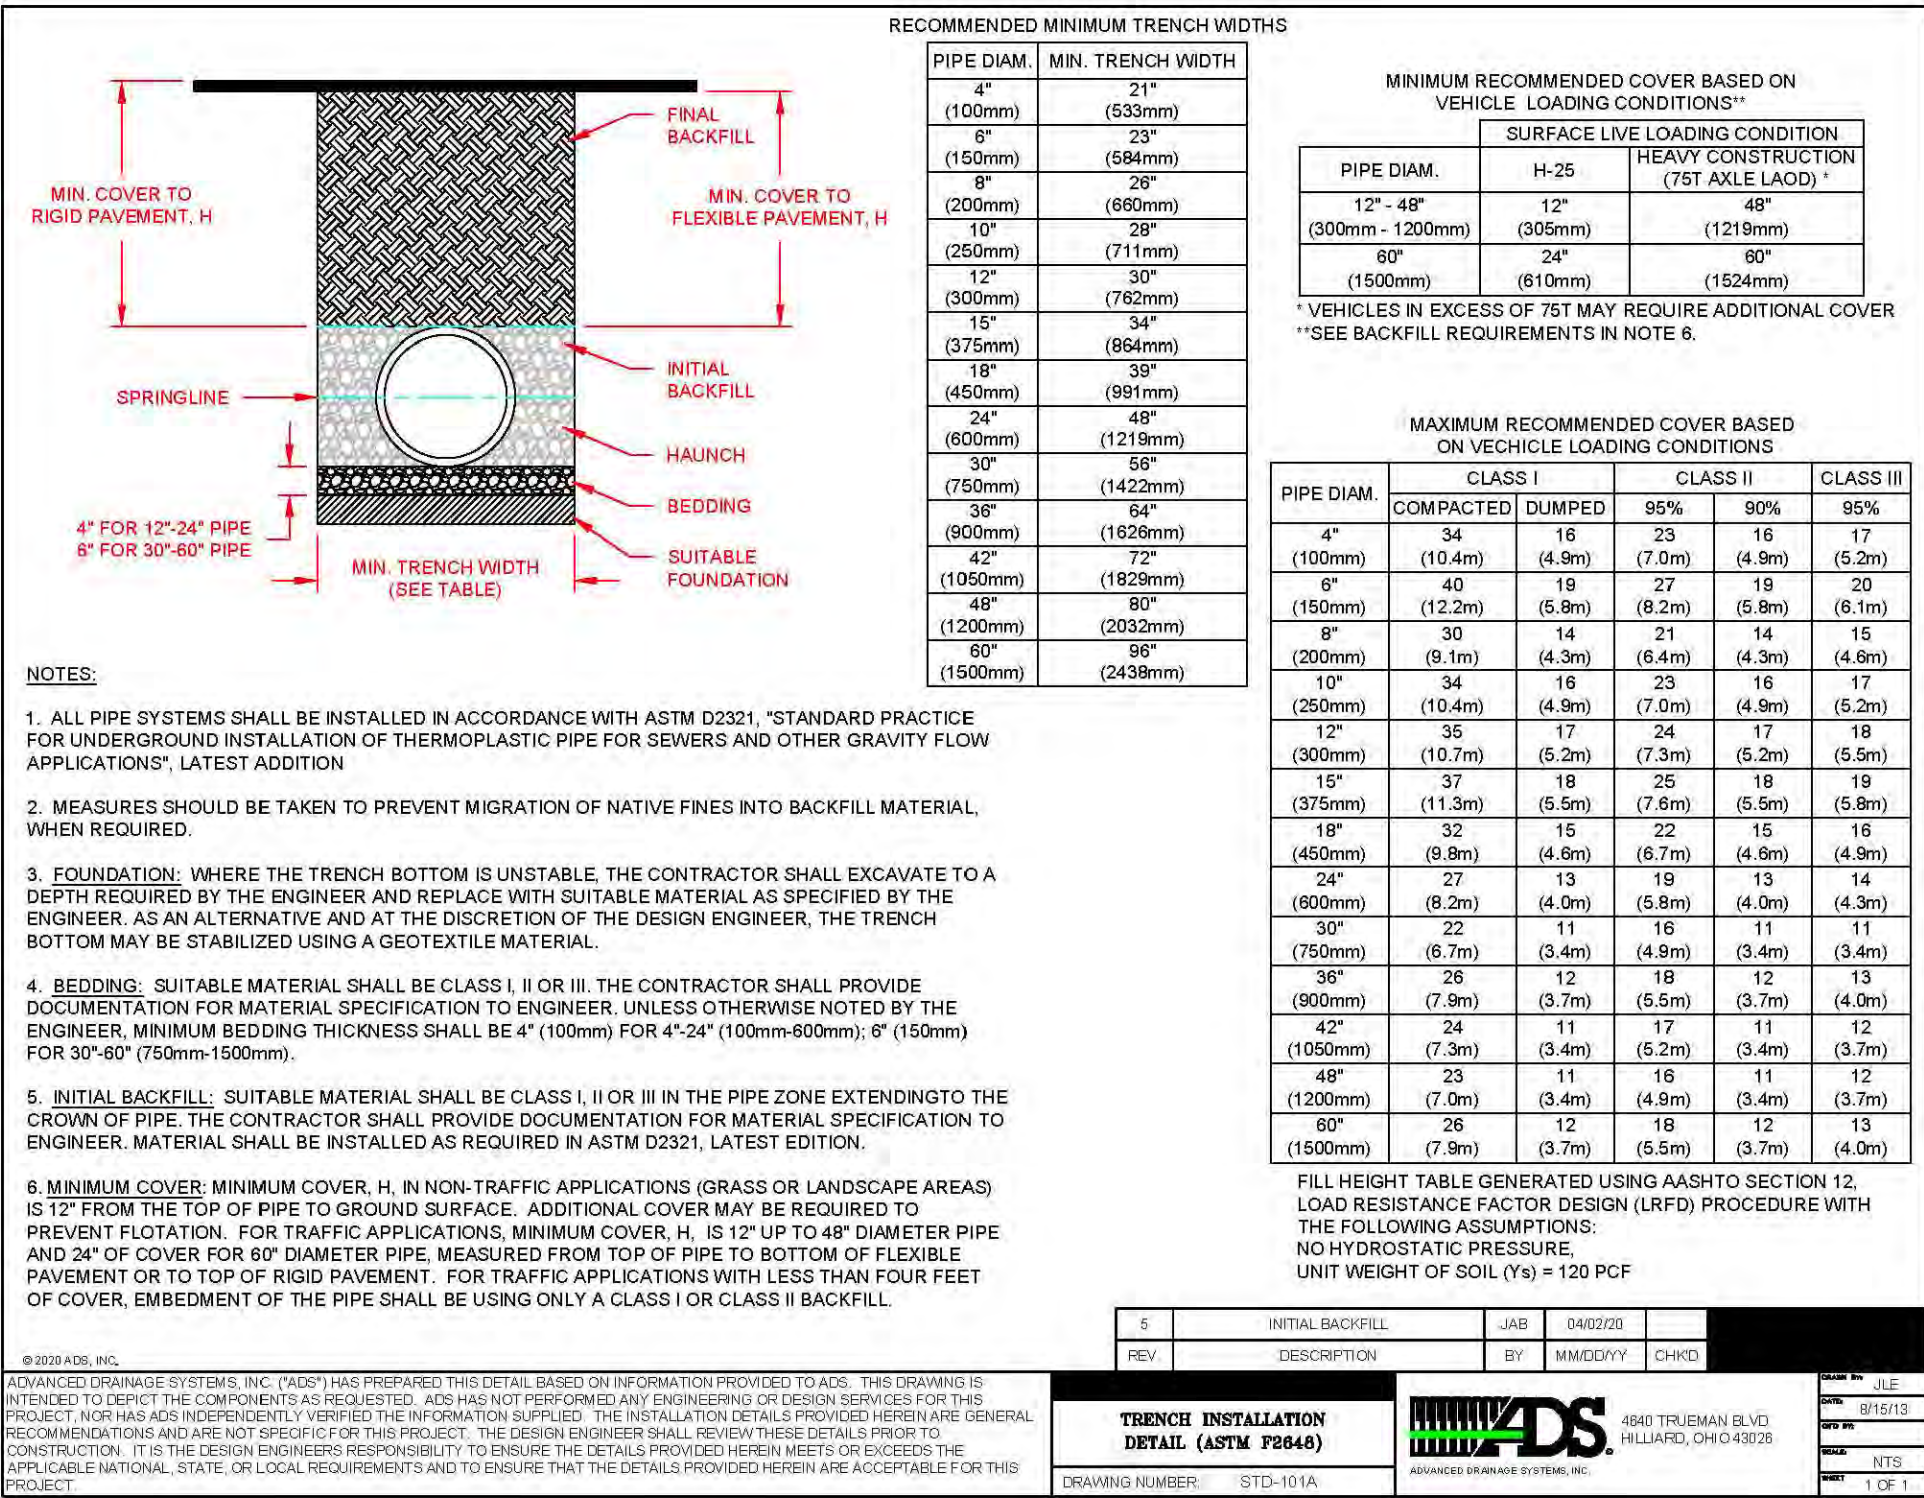 RECOMMENDED MINIMUM TRENCH WIDTHS
PIPE DIAM. MIN. TRENCH WIDTH
4" 21"
(100mm) (533mm)
6" 23"
(150mm) (584mm)
8" 26"
(200mm) (660mm)
10" 28"
(250mm) (711mm)
12" 30"
(300mm) (762mm)
15" 34"
(375mm) (864mm)
18" 39"
(450mm) (991mm)
24" 48"
(600mm) (1219mm)
30" 56"
(750mm) (1422mm)
36" 64"
(900mm) (1626mm)
42" 72"
(1050mm) (1829mm)
48" 80"
(1200mm) (2032mm)
60" 96"
(1500mm) (2438mm)
FINAL
BACKFILL
MIN. COVER TO
RIGID PAVEMENT, H
MIN. COVER TO
FLEXIBLE PAVEMENT, H
INITIAL
BACKFILL
SPRINGLINE
HAUNCH
BEDDING
4" FOR 12"-24" PIPE
6" FOR 30"-60" PIPE
MIN. TRENCH WIDTH
(SEE TABLE)
SUITABLE
FOUNDATION
MINIMUM RECOMMENDED COVER BASED ON
VEHICLE LOADING CONDITIONS**
SURFACE LIVE LOADING CONDITION
PIPE DIAM. H-25 HEAVY CONSTRUCTION
(75T AXLE LAOD) *
12" - 48" 12" 48"
(300mm - 1200mm) (305mm) (1219mm)
60" 24" 60"
(1500mm) (610mm) (1524mm)
* VEHICLES IN EXCESS OF 75T MAY REQUIRE ADDITIONAL COVER
**SEE BACKFILL REQUIREMENTS IN NOTE 6.
MAXIMUM RECOMMENDED COVER BASED
ON VECHICLE LOADING CONDITIONS
PIPE DIAM. CLASS I CLASS II CLASS III
COMPACTED DUMPED 95% 90% 95%
4" 34 16 23 16 17
(100mm) (10.4m) (4.9m) (7.0m) (4.9m) (5.2m)
6" 40 19 27 19 20
(150mm) (12.2m) (5.8m) (8.2m) (5.8m) (6.1m)
8" 30 14 21 14 15
(200mm) (9.1m) (4.3m) (6.4m) (4.3m) (4.6m)
10" 34 16 23 16 17
(250mm) (10.4m) (4.9m) (7.0m) (4.9m) (5.2m)
12" 35 17 24 17 18
(300mm) (10.7m) (5.2m) (7.3m) (5.2m) (5.5m)
15" 37 18 25 18 19
(375mm) (11.3m) (5.5m) (7.6m) (5.5m) (5.8m)
18" 32 15 22 15 16
(450mm) (9.8m) (4.6m) (6.7m) (4.6m) (4.9m)
24" 27 13 19 13 14
(600mm) (8.2m) (4.0m) (5.8m) (4.0m) (4.3m)
30" 22 11 16 11 11
(750mm) (6.7m) (3.4m) (4.9m) (3.4m) (3.4m)
36" 26 12 18 12 13
(900mm) (7.9m) (3.7m) (5.5m) (3.7m) (4.0m)
42" 24 11 17 11 12
(1050mm) (7.3m) (3.4m) (5.2m) (3.4m) (3.7m)
48" 23 11 16 11 12
(1200mm) (7.0m) (3.4m) (4.9m) (3.4m) (3.7m)
60" 26 12 18 12 13
(1500mm) (7.9m) (3.7m) (5.5m) (3.7m) (4.0m)
FILL HEIGHT TABLE GENERATED USING AASHTO SECTION 12,
LOAD RESISTANCE FACTOR DESIGN (LRFD) PROCEDURE WITH
THE FOLLOWING ASSUMPTIONS:
NO HYDROSTATIC PRESSURE,
UNIT WEIGHT OF SOIL (Ys) = 120 PCF
NOTES:
1. ALL PIPE SYSTEMS SHALL BE INSTALLED IN ACCORDANCE WITH ASTM D2321, "STANDARD PRACTICE
FOR UNDERGROUND INSTALLATION OF THERMOPLASTIC PIPE FOR SEWERS AND OTHER GRAVITY FLOW
APPLICATIONS", LATEST ADDITION
2. MEASURES SHOULD BE TAKEN TO PREVENT MIGRATION OF NATIVE FINES INTO BACKFILL MATERIAL,
WHEN REQUIRED.
3. FOUNDATION: WHERE THE TRENCH BOTTOM IS UNSTABLE, THE CONTRACTOR SHALL EXCAVATE TO A
DEPTH REQUIRED BY THE ENGINEER AND REPLACE WITH SUITABLE MATERIAL AS SPECIFIED BY THE
ENGINEER. AS AN ALTERNATIVE AND AT THE DISCRETION OF THE DESIGN ENGINEER, THE TRENCH
BOTTOM MAY BE STABILIZED USING A GEOTEXTILE MATERIAL.
4. BEDDING: SUITABLE MATERIAL SHALL BE CLASS I, II OR III. THE CONTRACTOR SHALL PROVIDE
DOCUMENTATION FOR MATERIAL SPECIFICATION TO ENGINEER. UNLESS OTHERWISE NOTED BY THE
ENGINEER, MINIMUM BEDDING THICKNESS SHALL BE 4" (100mm) FOR 4"-24" (100mm-600mm); 6" (150mm)
FOR 30"-60" (750mm-1500mm).
5. INITIAL BACKFILL: SUITABLE MATERIAL SHALL BE CLASS I, II OR III IN THE PIPE ZONE EXTENDINGTO THE
CROWN OF PIPE. THE CONTRACTOR SHALL PROVIDE DOCUMENTATION FOR MATERIAL SPECIFICATION TO
ENGINEER. MATERIAL SHALL BE INSTALLED AS REQUIRED IN ASTM D2321, LATEST EDITION.
6. MINIMUM COVER: MINIMUM COVER, H, IN NON-TRAFFIC APPLICATIONS (GRASS OR LANDSCAPE AREAS)
IS 12" FROM THE TOP OF PIPE TO GROUND SURFACE. ADDITIONAL COVER MAY BE REQUIRED TO
PREVENT FLOTATION. FOR TRAFFIC APPLICATIONS, MINIMUM COVER, H, IS 12" UP TO 48" DIAMETER PIPE
AND 24" OF COVER FOR 60" DIAMETER PIPE, MEASURED FROM TOP OF PIPE TO BOTTOM OF FLEXIBLE
PAVEMENT OR TO TOP OF RIGID PAVEMENT. FOR TRAFFIC APPLICATIONS WITH LESS THAN FOUR FEET
OF COVER, EMBEDMENT OF THE PIPE SHALL BE USING ONLY A CLASS I OR CLASS II BACKFILL.
© 2020 ADS, INC.
5 INITIAL BACKFILL JAB 04/02/20
REV. DESCRIPTION BY MM/DD/YY CHK'D
ADVANCED DRAINAGE SYSTEMS, INC. ("ADS") HAS PREPARED THIS DETAIL BASED ON INFORMATION PROVIDED TO ADS. THIS DRAWING IS
INTENDED TO DEPICT THE COMPONENTS AS REQUESTED. ADS HAS NOT PERFORMED ANY ENGINEERING OR DESIGN SERVICES FOR THIS
PROJECT, NOR HAS ADS INDEPENDENTLY VERIFIED THE INFORMATION SUPPLIED. THE INSTALLATION DETAILS PROVIDED HEREIN ARE GENERAL
RECOMMENDATIONS AND ARE NOT SPECIFIC FOR THIS PROJECT. THE DESIGN ENGINEER SHALL REVIEW THESE DETAILS PRIOR TO
CONSTRUCTION. IT IS THE DESIGN ENGINEERS RESPONSIBILITY TO ENSURE THE DETAILS PROVIDED HEREIN MEETS OR EXCEEDS THE
APPLICABLE NATIONAL, STATE, OR LOCAL REQUIREMENTS AND TO ENSURE THAT THE DETAILS PROVIDED HEREIN ARE ACCEPTABLE FOR THIS
PROJECT.
TRENCH INSTALLATION
DETAIL (ASTM F2648)
DRAWING NUMBER: STD-101A
ADS
ADVANCED DRAINAGE SYSTEMS, INC.
4640 TRUEMAN BLVD
HILLIARD, OHIO 43026
DRAWN BY: JLE
DATE: 8/15/13
SCALE: NTS
SHEET 1 OF 1